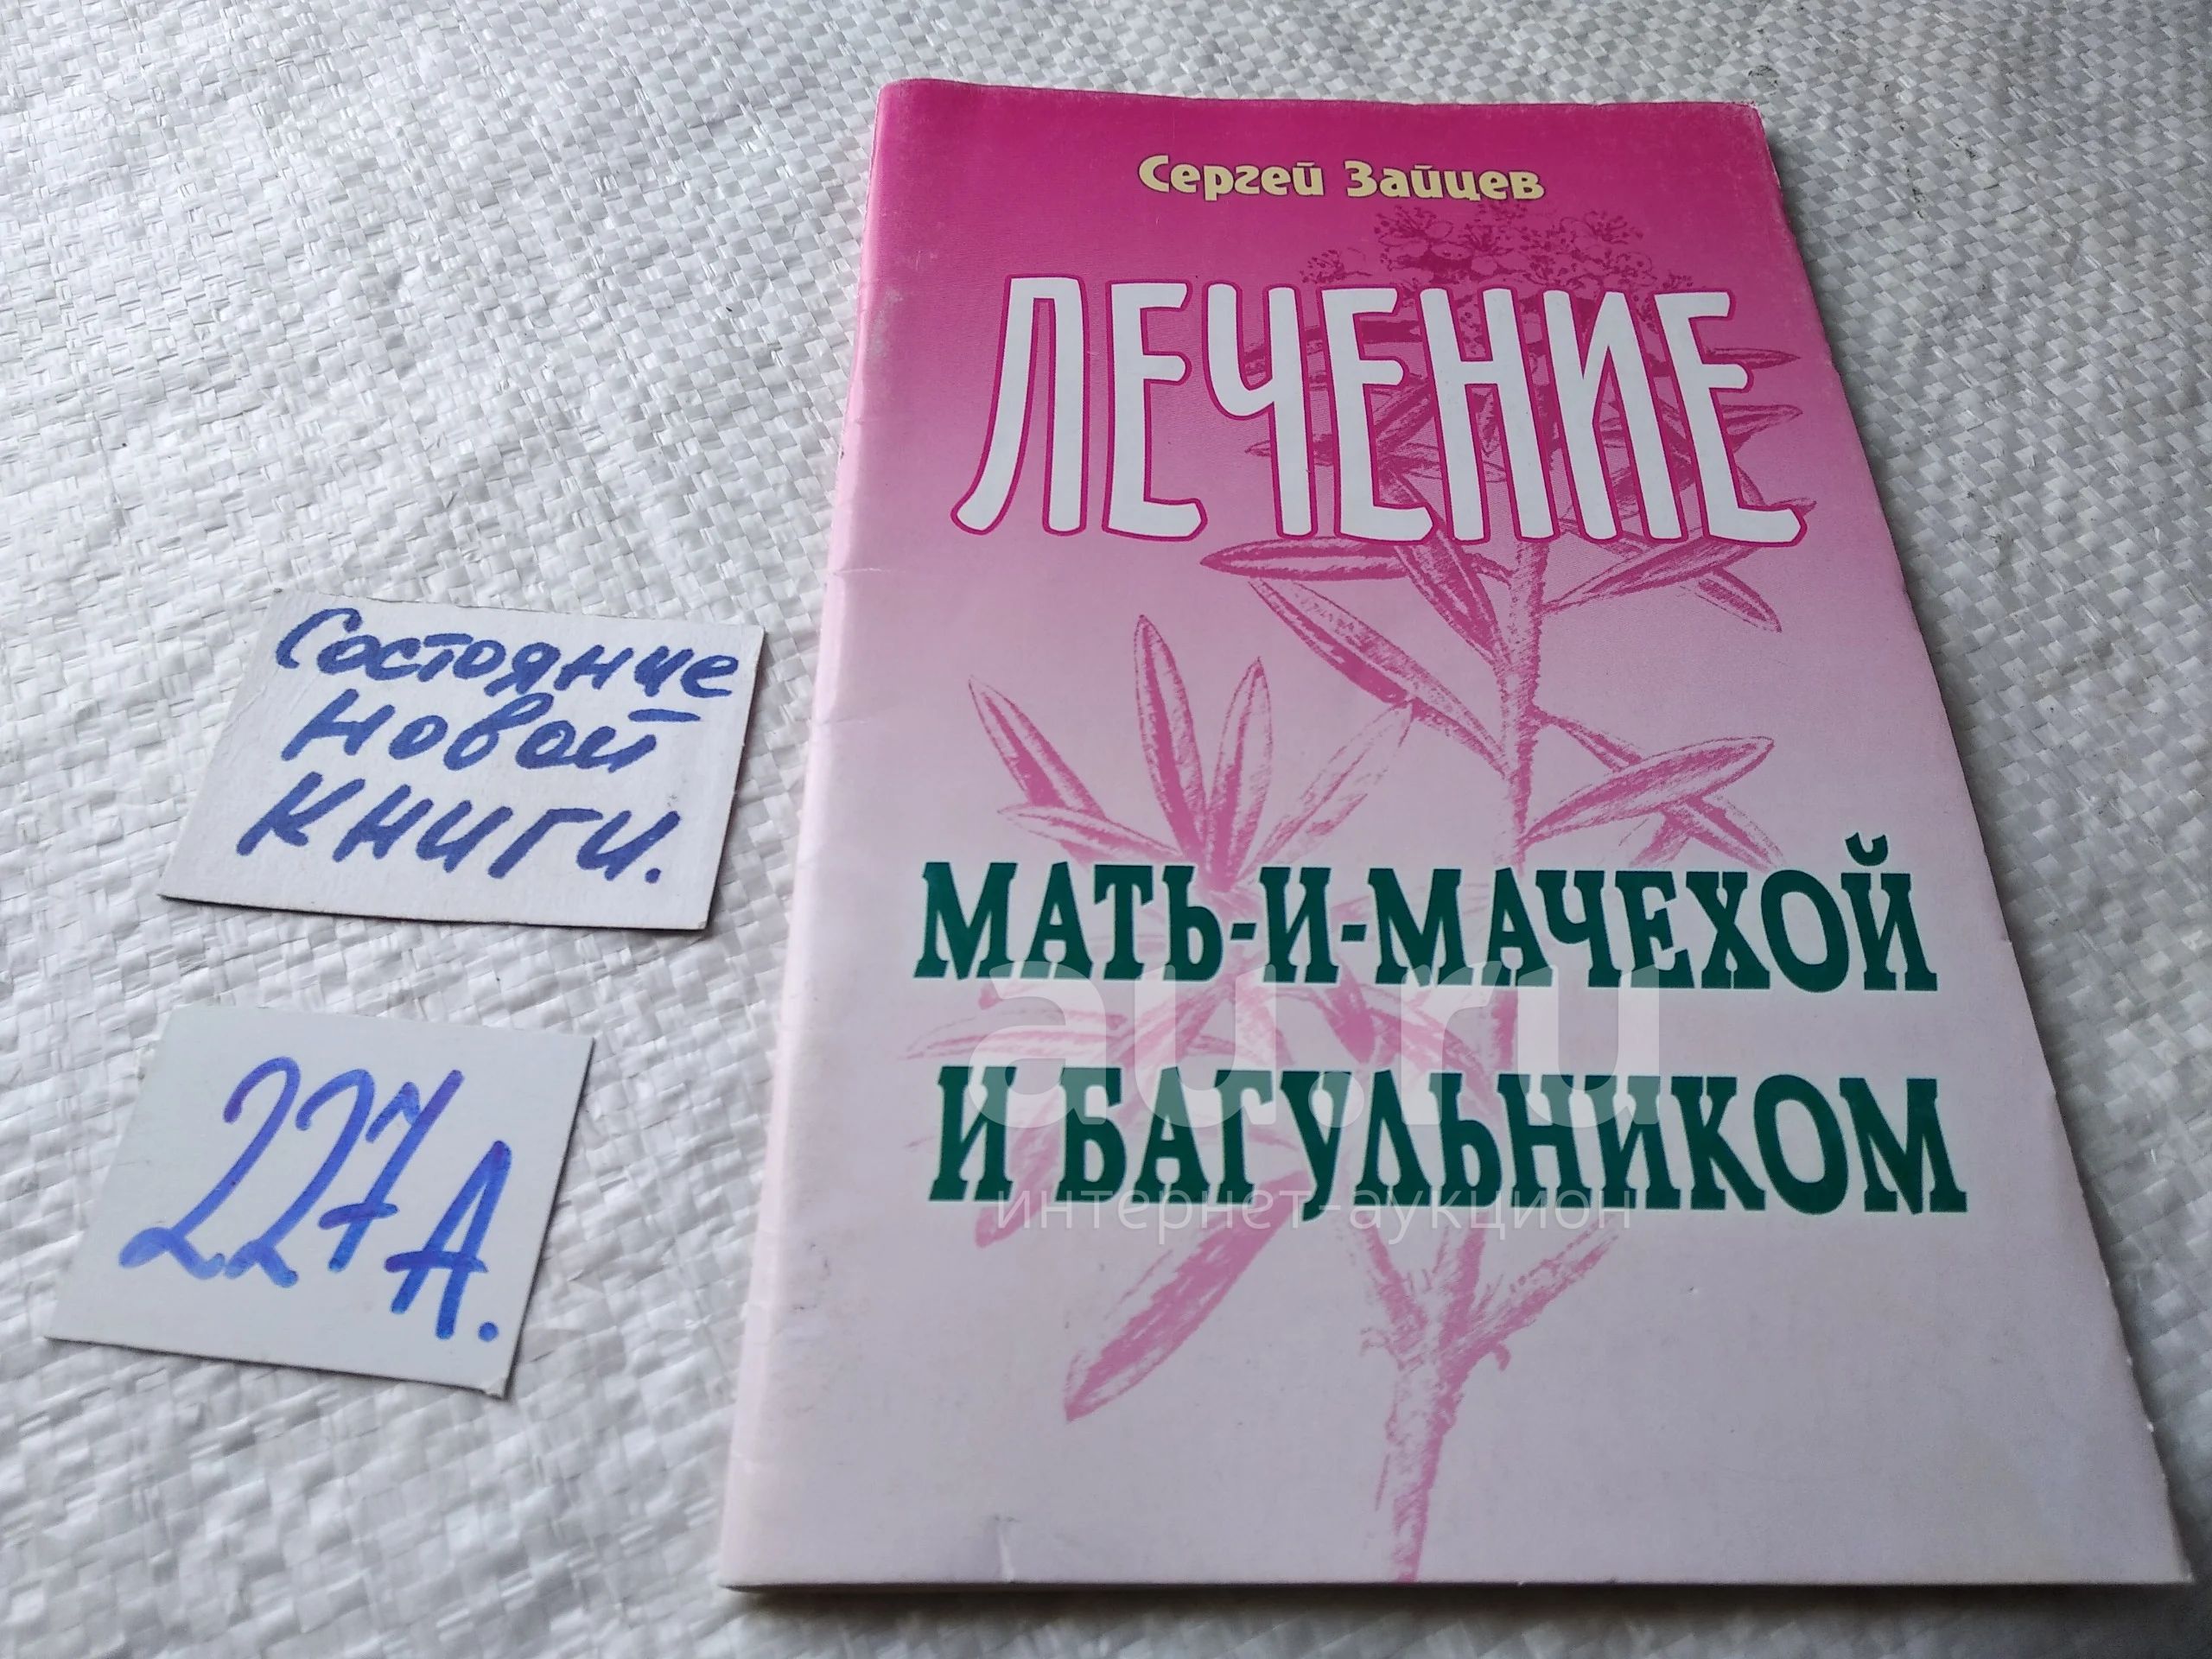 Сергей Зайцев
ЛЕЧЕНИЕ
МАТЬ-И-МАЧЕХОЙ
И БАГУЛЬНИКОМ
au.ru
интернет-аукцион
Состояние
новой
книги.
227А.